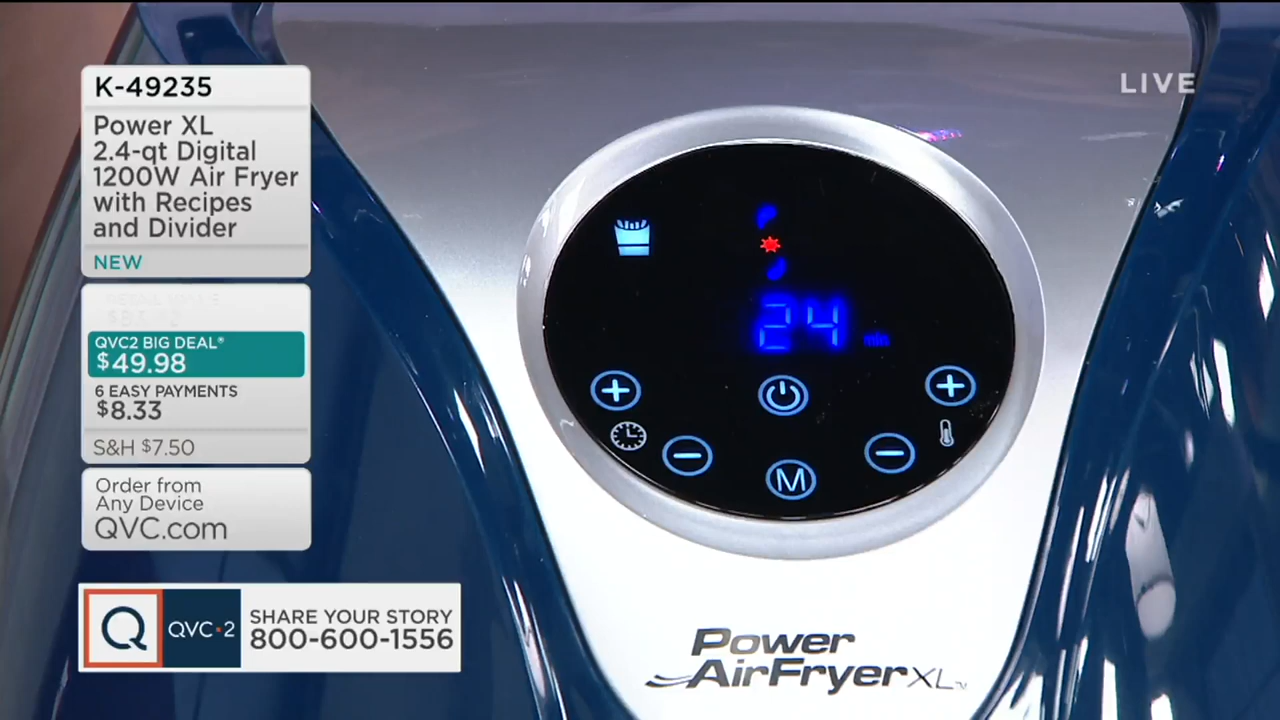 K-49235
Power XL
2.4-qt Digital
1200W Air Fryer
with Recipes
and Divider
NEW
QVC2 BIG DEAL®
$49.98
6 EASY PAYMENTS
$8.33
S&H $7.50
Order from
Any Device
QVC.com
Q QVC•2
SHARE YOUR STORY
800-600-1556
LIVE
24 min
M
Power
AirFryer XL™